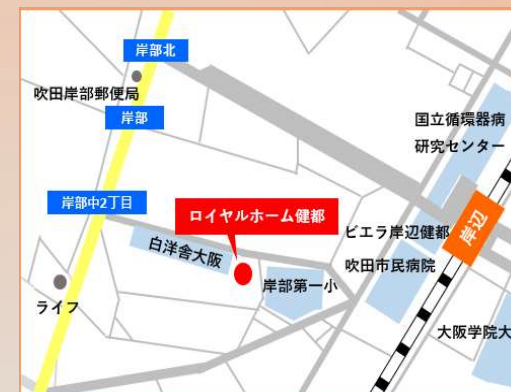 岸部北
吹田岸部郵便局
岸部
国立循環器病
研究センター
岸部中2丁目
ロイヤルホーム健都
岸辺
ビエラ岸辺健都
白洋舎大阪
吹田市民病院
岸部第一小
ライフ
大阪学院大